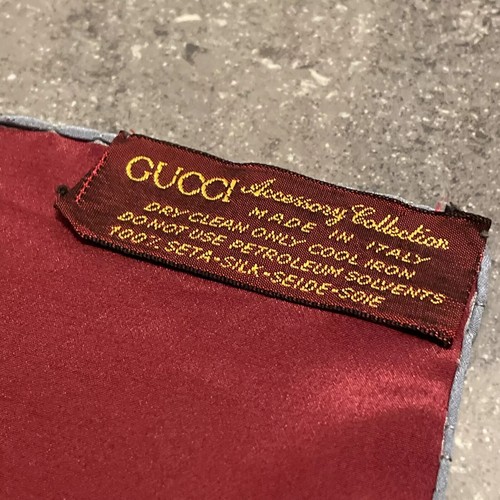 GUCCI Accessory Collection
MADE IN ITALY
DRY CLEAN ONLY COOL IRON
DO NOT USE PETROLEUM SOLVENTS
100% SETA-SILK-SEIDE-SOIE